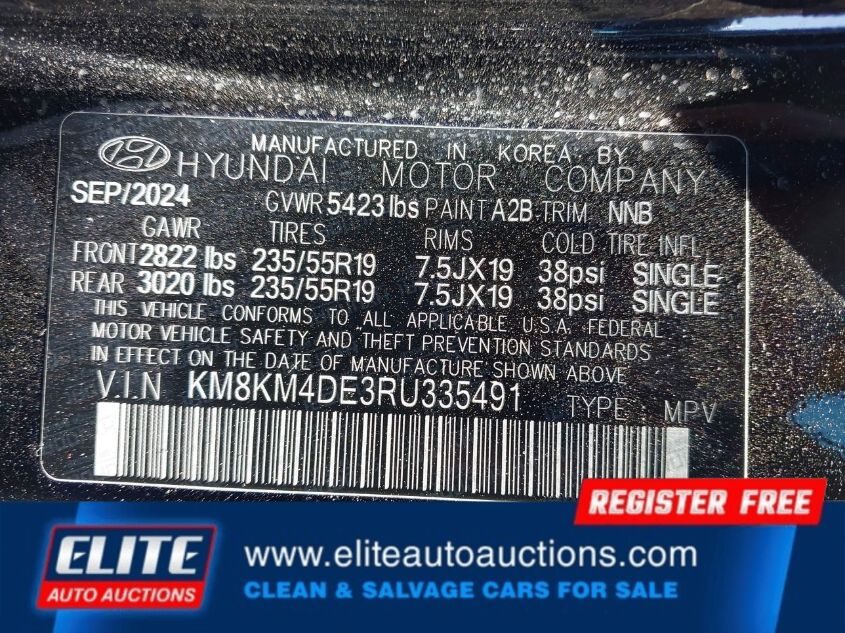 MANUFACTURED IN KOREA BY
HYUNDAI MOTOR COMPANY
SEP/2024 GVWR 5423 lbs PAINT A2B TRIM NNB
GAWR TIRES RIMS COLD TIRE INFL
FRONT 2822 lbs 235/55R19 7.5JX19 38psi SINGLE
REAR 3020 lbs 235/55R19 7.5JX19 38psi SINGLE
THIS VEHICLE CONFORMS TO ALL APPLICABLE U.S.A. FEDERAL
MOTOR VEHICLE SAFETY AND THEFT PREVENTION STANDARDS
IN EFFECT ON THE DATE OF MANUFACTURE SHOWN ABOVE
V.I.N KM8KM4DE3RU335491 TYPE: MPV
REGISTER FREE
ELITE
AUTO AUCTIONS
www.eliteautoauctions.com
CLEAN & SALVAGE CARS FOR SALE